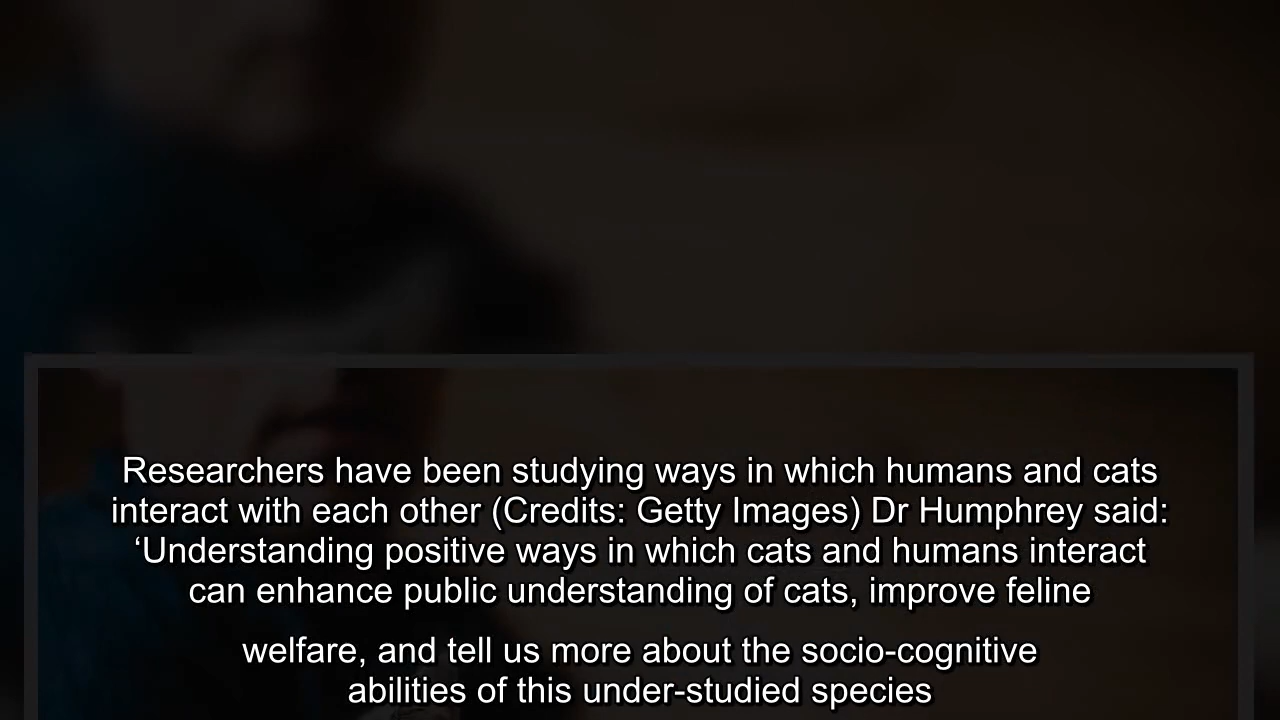 Researchers have been studying ways in which humans and cats
interact with each other (Credits: Getty Images) Dr Humphrey said:
‘Understanding positive ways in which cats and humans interact
can enhance public understanding of cats, improve feline
welfare, and tell us more about the socio-cognitive
abilities of this under-studied species